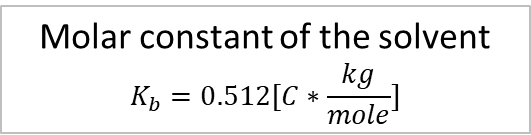 Molar constant of the solvent
K_b = 0.512[C * kg/mole]